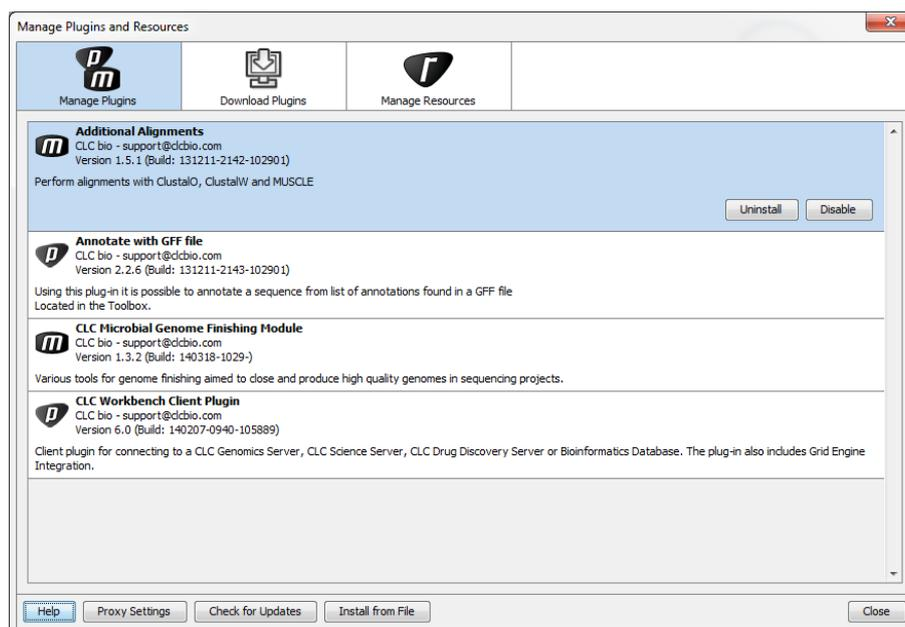 Manage Plugins and Resources
Manage Plugins
Download Plugins
Manage Resources
Additional Alignments
CLC bio - support@clcbio.com
Version 1.5.1 (Build: 131211-2142-102901)
Perform alignments with ClustalO, ClustalW and MUSCLE
Uninstall
Disable
Annotate with GFF file
CLC bio - support@clcbio.com
Version 2.2.6 (Build: 131211-2143-102901)
Using this plug-in it is possible to annotate a sequence from list of annotations found in a GFF file
Located in the Toolbox.
CLC Microbial Genome Finishing Module
CLC bio - support@clcbio.com
Version 1.3.2 (Build: 140318-1029-)
Various tools for genome finishing aimed to close and produce high quality genomes in sequencing projects.
CLC Workbench Client Plugin
CLC bio - support@clcbio.com
Version 6.0 (Build: 140207-0940-105889)
Client plugin for connecting to a CLC Genomics Server, CLC Science Server, CLC Drug Discovery Server or Bioinformatics Database. The plug-in also includes Grid Engine
Integration.
Help
Proxy Settings
Check for Updates
Install from File
Close